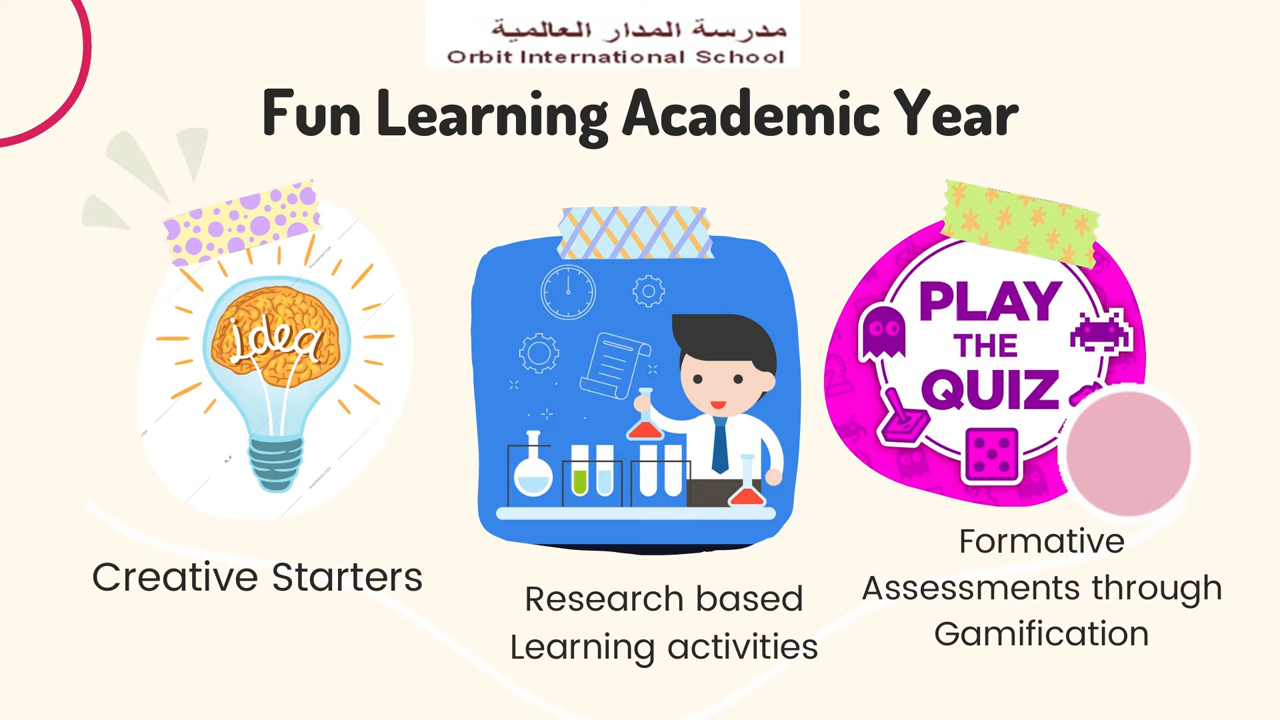 مدرسة المدار العالمية
Orbit International School
Fun Learning Academic Year
idea
PLAY
THE
QUIZ
Creative Starters
Research based
Learning activities
Formative
Assessments through
Gamification